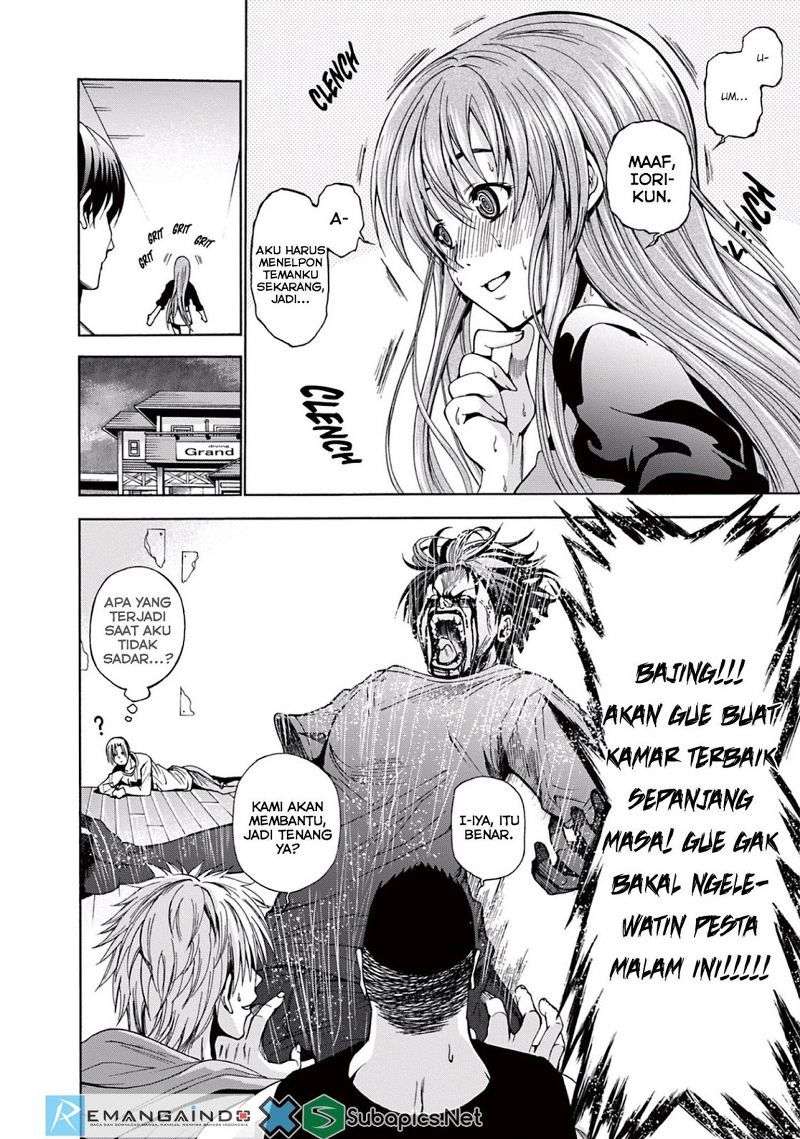 U-
UM...
MAAF,
IORI-
KUN.
A-
AKU HARUS
MENELPON
TEMANKU
SEKARANG,
JADI...
CLENCH
CLENCH
CLENCH
GRIT GRIT GRIT GRIT
diving
Grand
BAJING!!!
AKAN GUE BUAT
KAMAR TERBAIK
SEPANJANG
MASA! GUE GAK
BAKAL NGELE-
WATIN PESTA
MALAM INI!!!!!
I-IYA, ITU
BENAR.
KAMI AKAN
MEMBANTU,
JADI TENANG
YA?
APA YANG
TERJADI
SAAT AKU
TIDAK
SADAR...?
?
REMANGAINDO
Subapics.Net